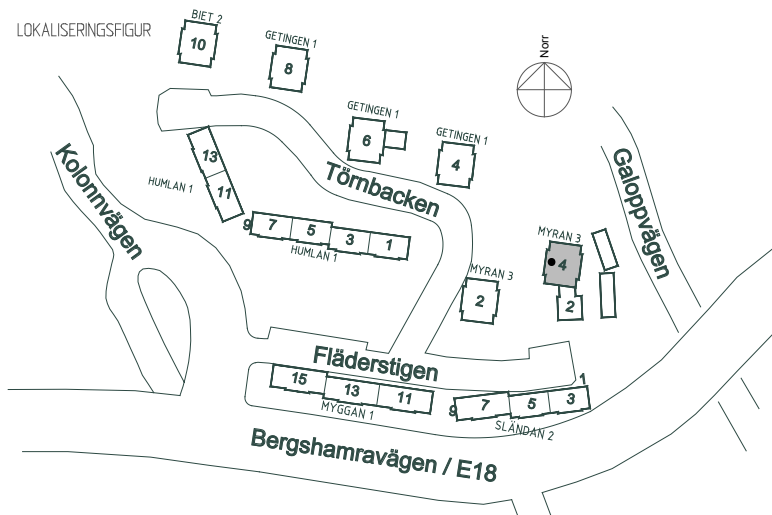 LOKALISERINGSFIGUR
BIET 2
10
GETINGEN 1
8
Norr
GETINGEN 1
6
GETINGEN 1
4
Kolonnvägen
13
11
HUMLAN 1
Törnbacken
Galoppvägen
9
7
5
3
1
HUMLAN 1
MYRAN 3
4
2
MYRAN 3
2
Fläderstigen
15
13
11
MYGGAN 1
9
7
5
3
1
SLÄNDAN 2
Bergshamravägen / E18